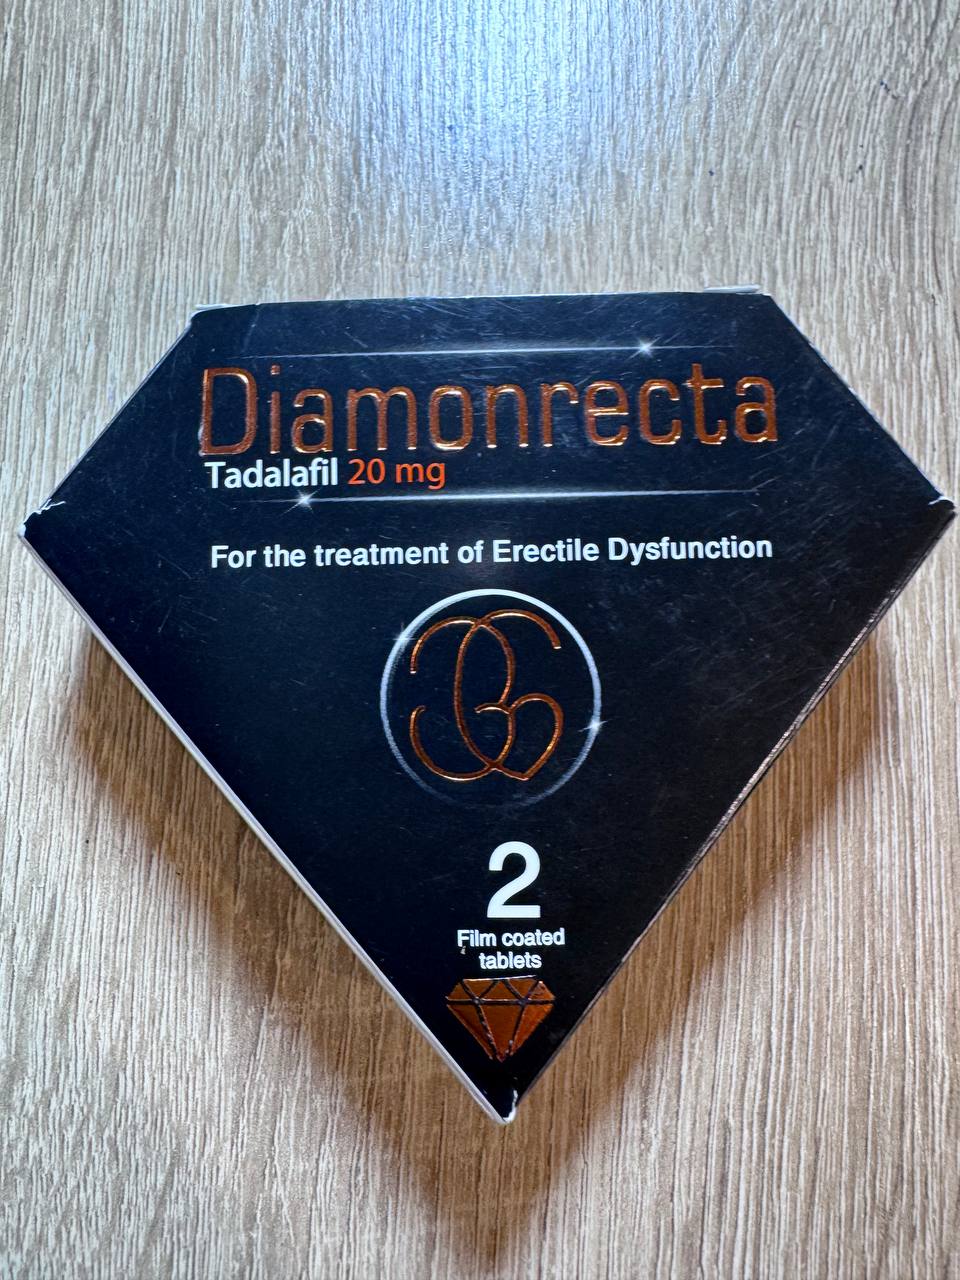 Diamonrecta
Tadalafil 20 mg
For the treatment of Erectile Dysfunction
2
Film coated
tablets